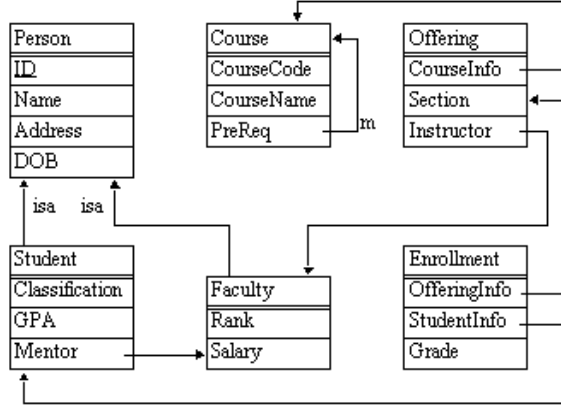 Person
ID
Name
Address
DOB
Course
CourseCode
CourseName
PreReq
m
Offering
CourseInfo
Section
Instructor
isa
isa
Student
Classification
GPA
Mentor
Faculty
Rank
Salary
Enrollment
OfferingInfo
StudentInfo
Grade